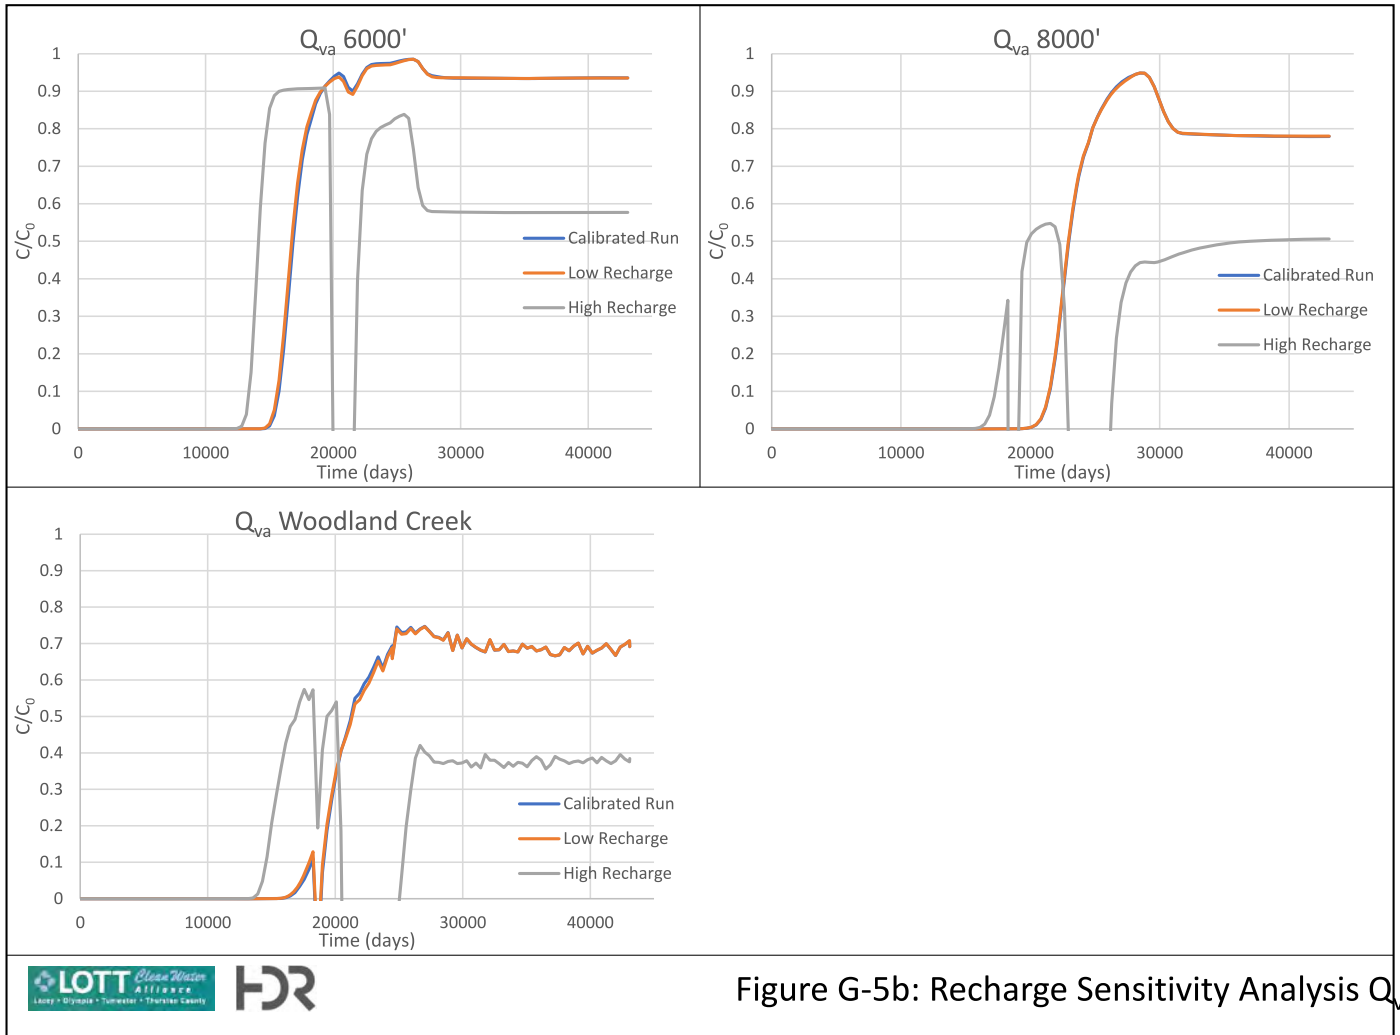 Qva 6000'
1
0.9
0.8
0.7
0.6
0.5
0.4
0.3
0.2
0.1
0
C/C0
0 10000 20000 30000 40000
Time (days)
Calibrated Run
Low Recharge
High Recharge
Qva 8000'
1
0.9
0.8
0.7
0.6
0.5
0.4
0.3
0.2
0.1
0
C/C0
0 10000 20000 30000 40000
Time (days)
Calibrated Run
Low Recharge
High Recharge
Qva Woodland Creek
1
0.9
0.8
0.7
0.6
0.5
0.4
0.3
0.2
0.1
0
C/C0
0 10000 20000 30000 40000
Time (days)
Calibrated Run
Low Recharge
High Recharge
LOTT Clean Water
Alliance
Lacey • Olympia • Tumwater • Thurston County
HDR
Figure G-5b: Recharge Sensitivity Analysis Qv